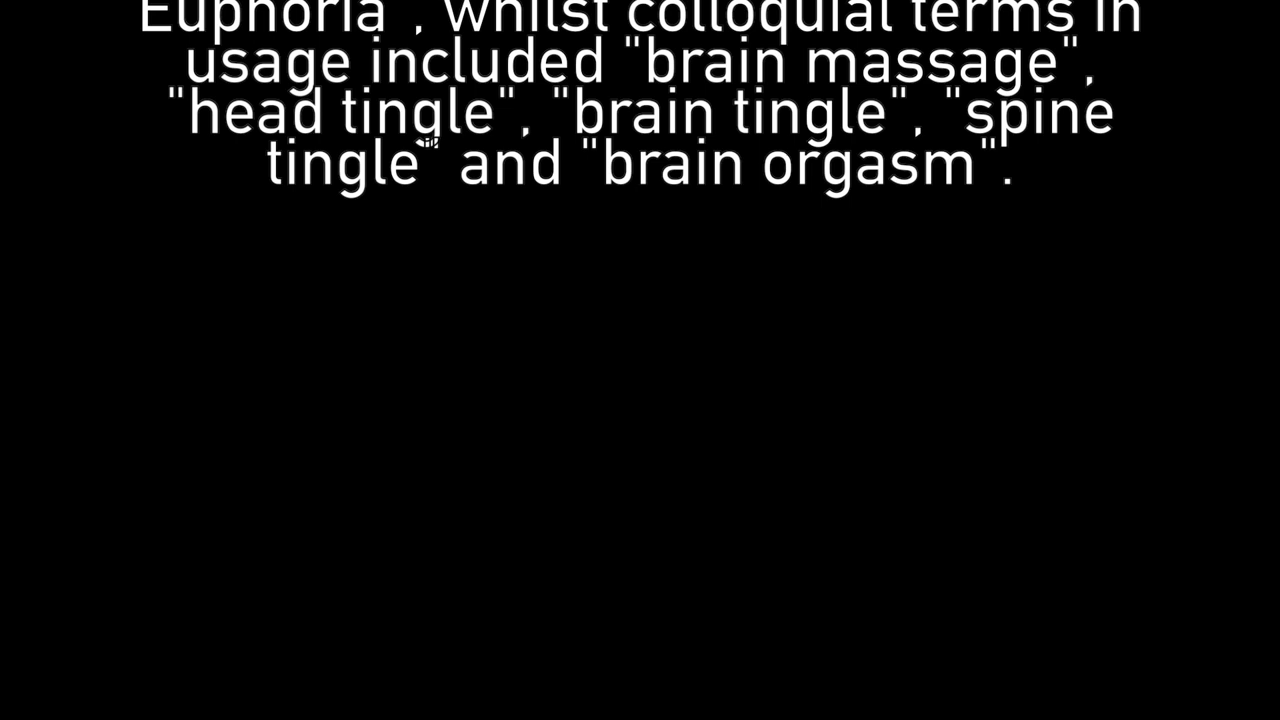 Euphoria", whilst colloquial terms in
usage included "brain massage",
"head tingle", "brain tingle", "spine
tingle" and "brain orgasm".